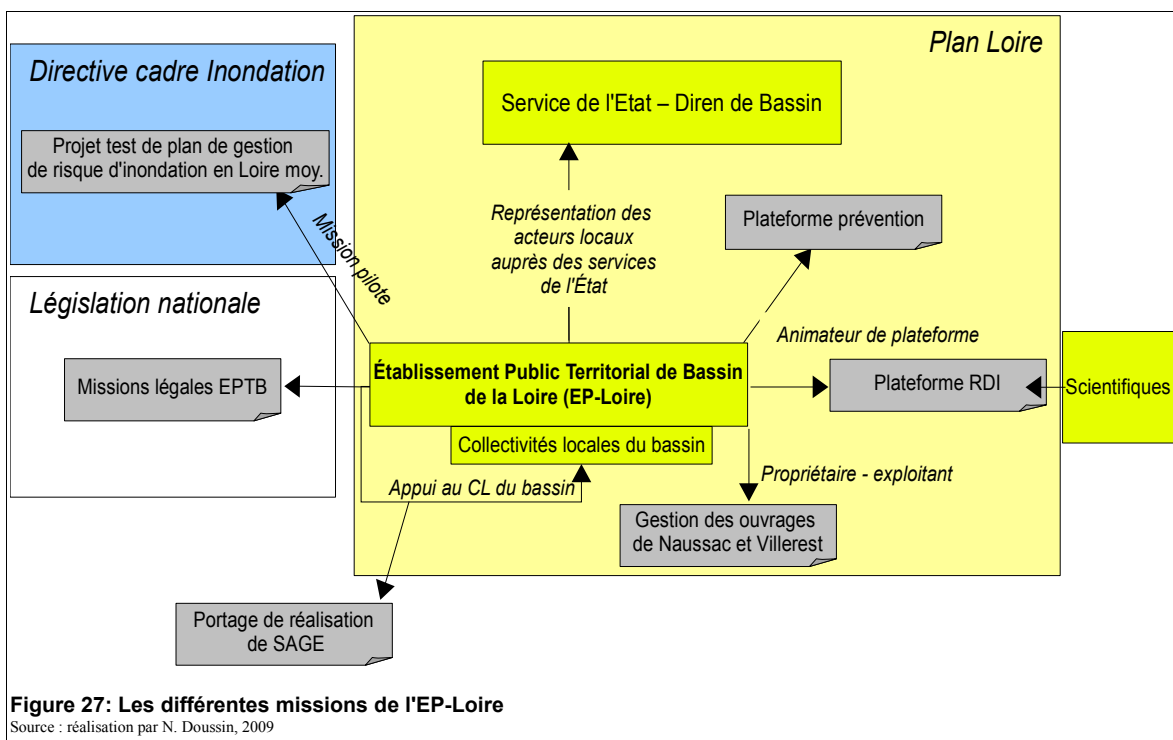 Plan Loire
Directive cadre Inondation
Service de l'Etat – Diren de Bassin
Projet test de plan de gestion
de risque d'inondation en Loire moy.
Mission pilote
Représentation des
acteurs locaux
auprès des services
de l'État
Plateforme prévention
Législation nationale
Animateur de plateforme
Établissement Public Territorial de Bassin
de la Loire (EP-Loire)
Missions légales EPTB
Plateforme RDI
Scientifiques
Collectivités locales du bassin
Appui au CL du bassin
Propriétaire - exploitant
Gestion des ouvrages
de Naussac et Villerest
Portage de réalisation
de SAGE
Figure 27: Les différentes missions de l'EP-Loire
Source : réalisation par N. Doussin, 2009